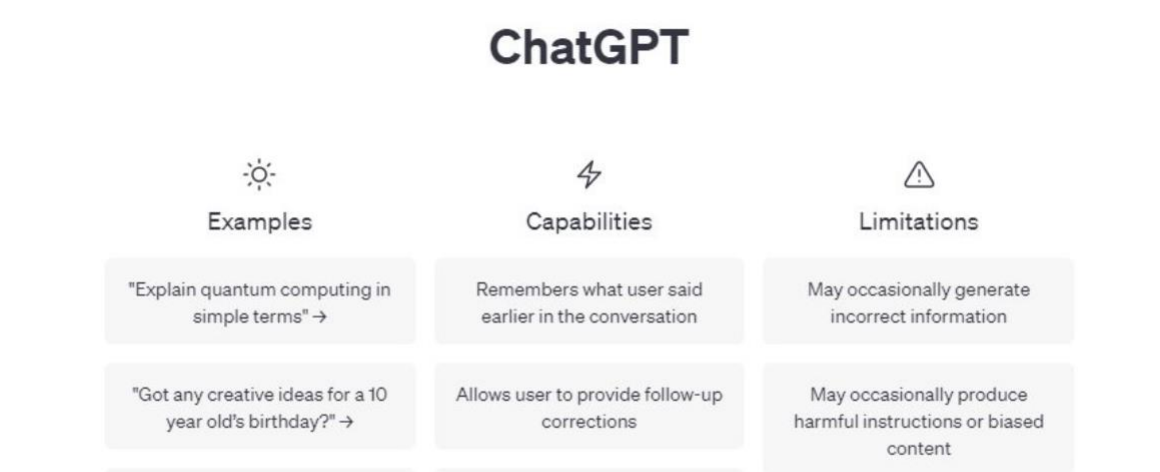 ChatGPT
Examples
"Explain quantum computing in
simple terms" →
"Got any creative ideas for a 10
year old's birthday?" →
Capabilities
Remembers what user said
earlier in the conversation
Allows user to provide follow-up
corrections
Limitations
May occasionally generate
incorrect information
May occasionally produce
harmful instructions or biased
content